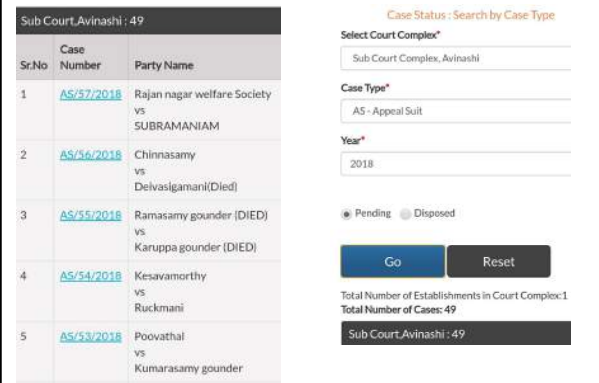 Sub Court,Avinashi : 49
Sr.No Case Number Party Name
1 AS/57/2018 Rajan nagar welfare Society
vs
SUBRAMANIAM
2 AS/56/2018 Chinnasamy
vs
Deivasigamani(Died)
3 AS/55/2018 Ramasamy gounder (DIED)
vs
Karuppa gounder (DIED)
4 AS/54/2018 Kesavamorthy
vs
Ruckmani
5 AS/53/2018 Poovathal
vs
Kumarasamy gounder
Case Status : Search by Case Type
Select Court Complex*
Sub Court Complex, Avinashi
Case Type*
AS - Appeal Suit
Year*
2018
Pending Disposed
Go Reset
Total Number of Establishments in Court Complex:1
Total Number of Cases: 49
Sub Court,Avinashi : 49